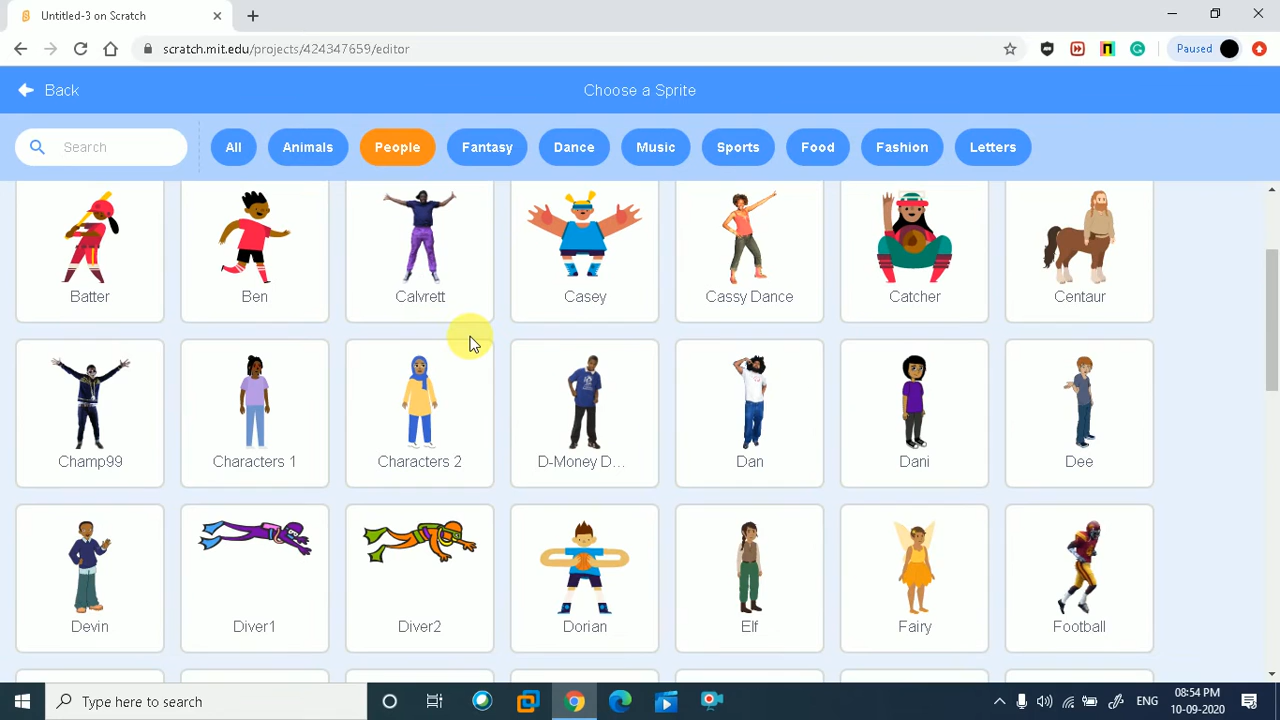 Untitled-3 on Scratch
scratch.mit.edu/projects/424347659/editor
Paused
Back
Choose a Sprite
Search
All
Animals
People
Fantasy
Dance
Music
Sports
Food
Fashion
Letters
Batter
Ben
Calvrett
Casey
Cassy Dance
Catcher
Centaur
Champ99
Characters 1
Characters 2
D-Money D...
Dan
Dani
Dee
Devin
Diver1
Diver2
Dorian
Elf
Fairy
Football
Type here to search
ENG
08:54 PM
10-09-2020